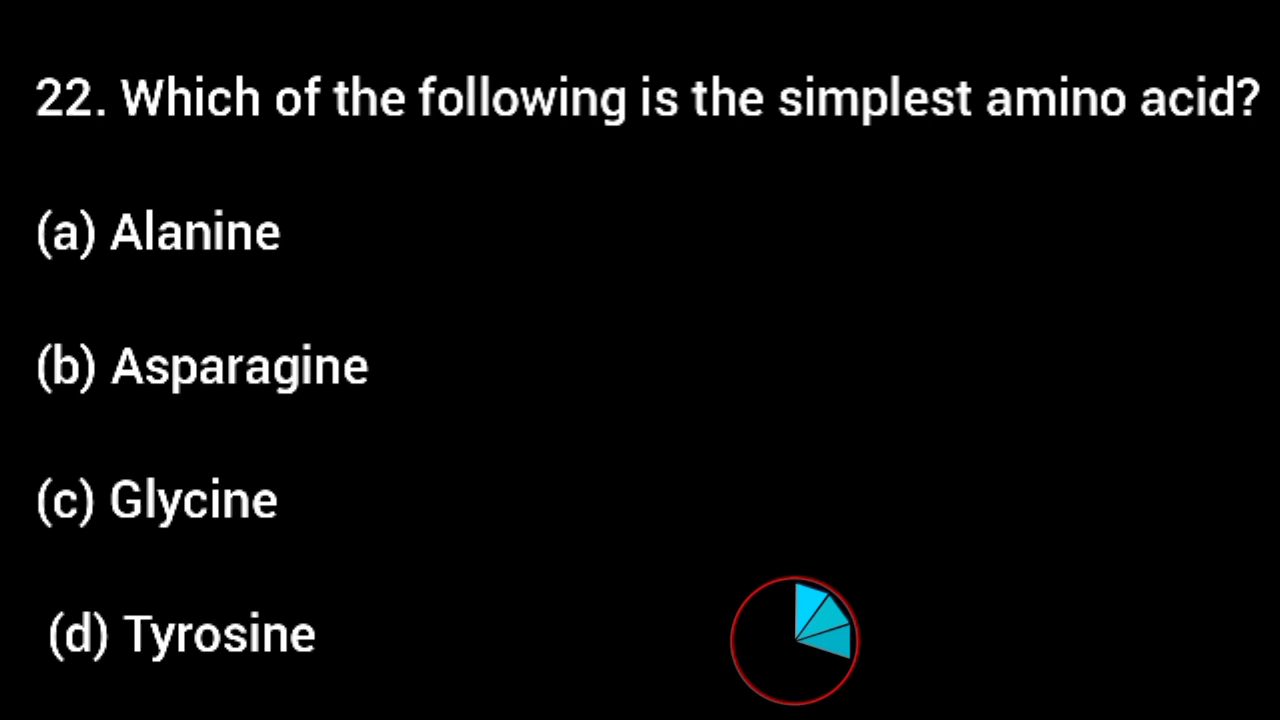 22. Which of the following is the simplest amino acid?
(a) Alanine
(b) Asparagine
(c) Glycine
(d) Tyrosine